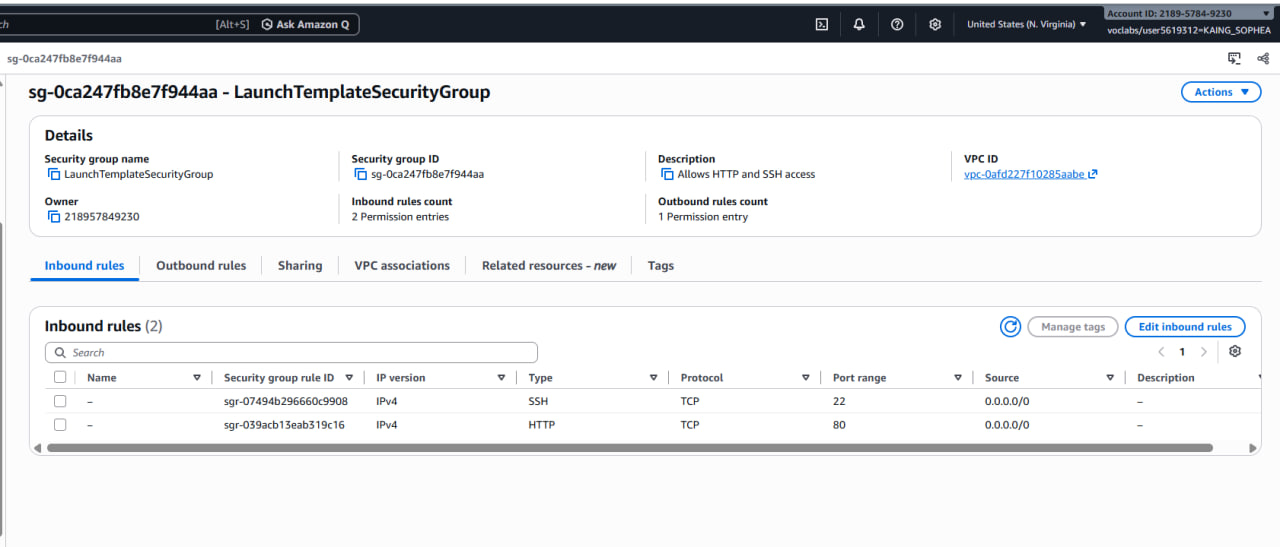 ch [Alt+S] Ask Amazon Q United States (N. Virginia) Account ID: 2189-5784-9230
voclabs/user5619312=KAING_SOPHEA
sg-0ca247fb8e7f944aa
sg-0ca247fb8e7f944aa - LaunchTemplateSecurityGroup Actions
Details
Security group name Security group ID Description VPC ID
LaunchTemplateSecurityGroup sg-0ca247fb8e7f944aa Allows HTTP and SSH access vpc-0afd227f10285aabe
Owner Inbound rules count Outbound rules count
218957849230 2 Permission entries 1 Permission entry
Inbound rules Outbound rules Sharing VPC associations Related resources - new Tags
Inbound rules (2) Manage tags Edit inbound rules
Search 1
Name Security group rule ID IP version Type Protocol Port range Source Description
– sgr-07494b296660c9908 IPv4 SSH TCP 22 0.0.0.0/0 –
– sgr-039acb13eab319c16 IPv4 HTTP TCP 80 0.0.0.0/0 –